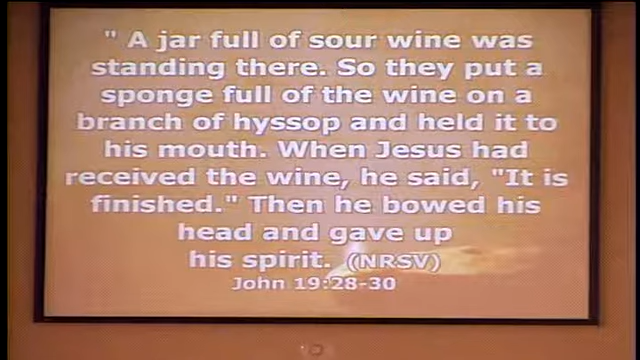 " A jar full of sour wine was
standing there. So they put a
sponge full of the wine on a
branch of hyssop and held it to
his mouth. When Jesus had
received the wine, he said, "It is
finished." Then he bowed his
head and gave up
his spirit. (NRSV)
John 19:28-30